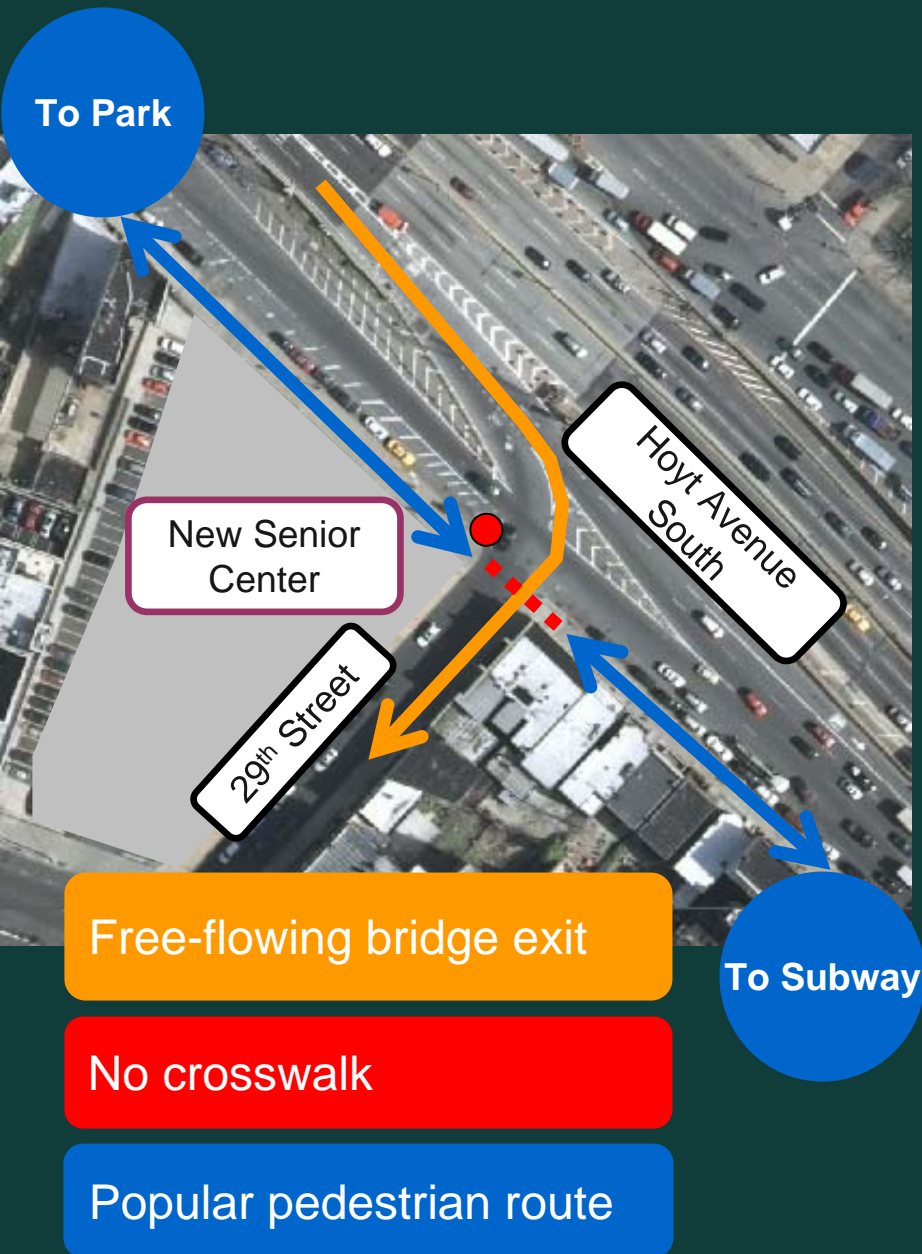 To Park
Hoyt Avenue
South
New Senior
Center
29th Street
Free-flowing bridge exit
To Subway
No crosswalk
Popular pedestrian route